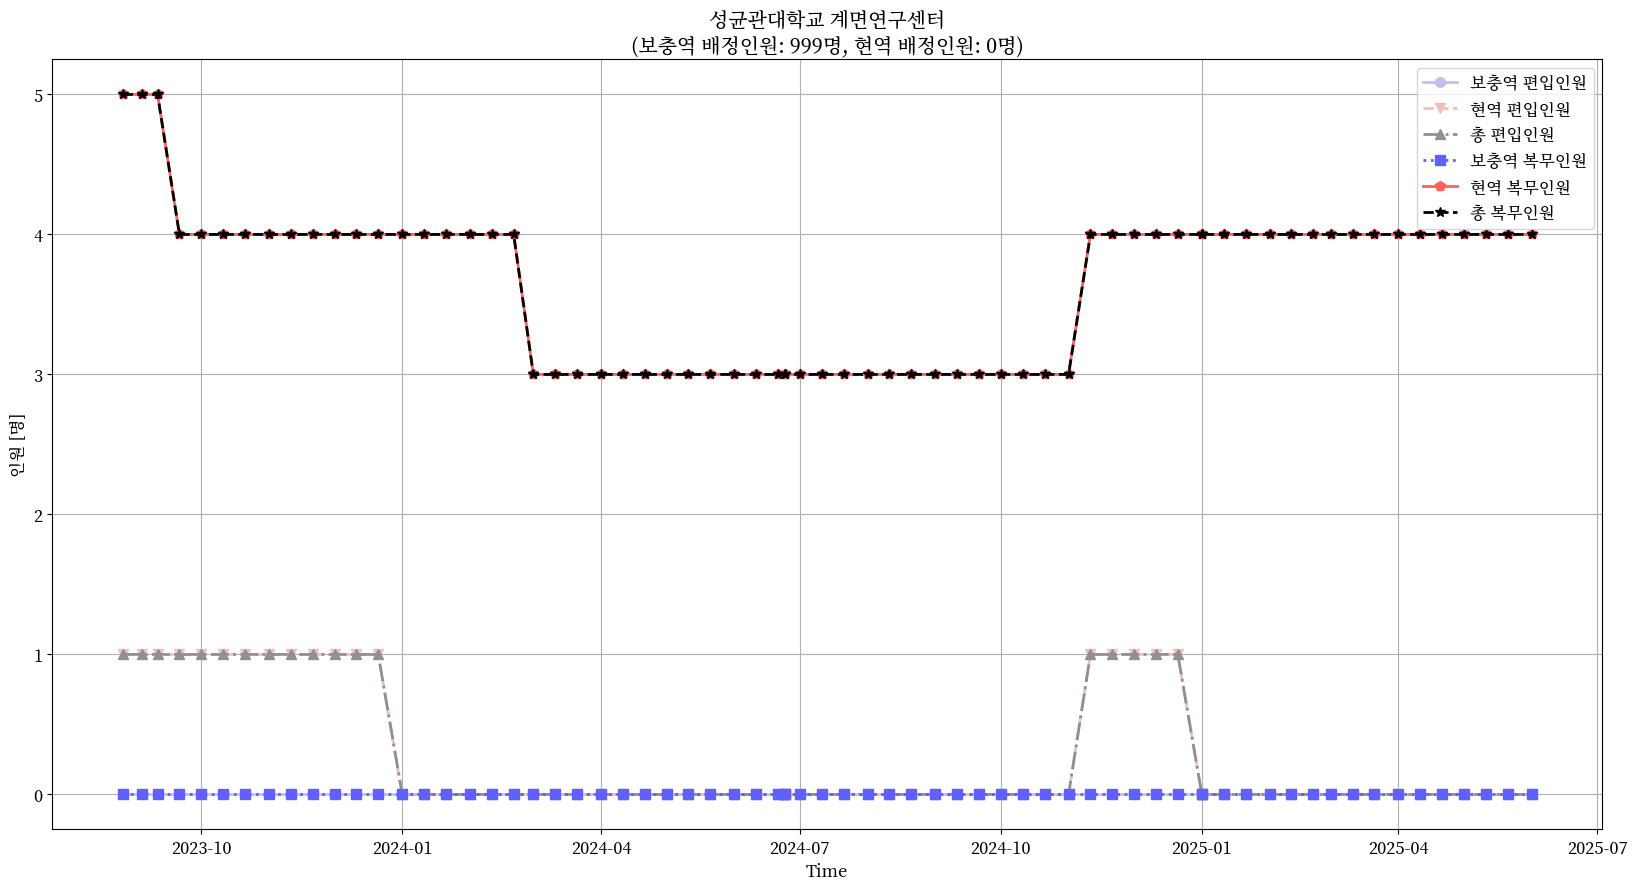 성균관대학교 계면연구센터
(보충역 배정인원: 999명, 현역 배정인원: 0명)
보충역 편입인원
현역 편입인원
총 편입인원
보충역 복무인원
현역 복무인원
총 복무인원
인원 [명]
5
4
3
2
1
0
2023-10
2024-01
2024-04
2024-07
2024-10
2025-01
2025-04
2025-07
Time